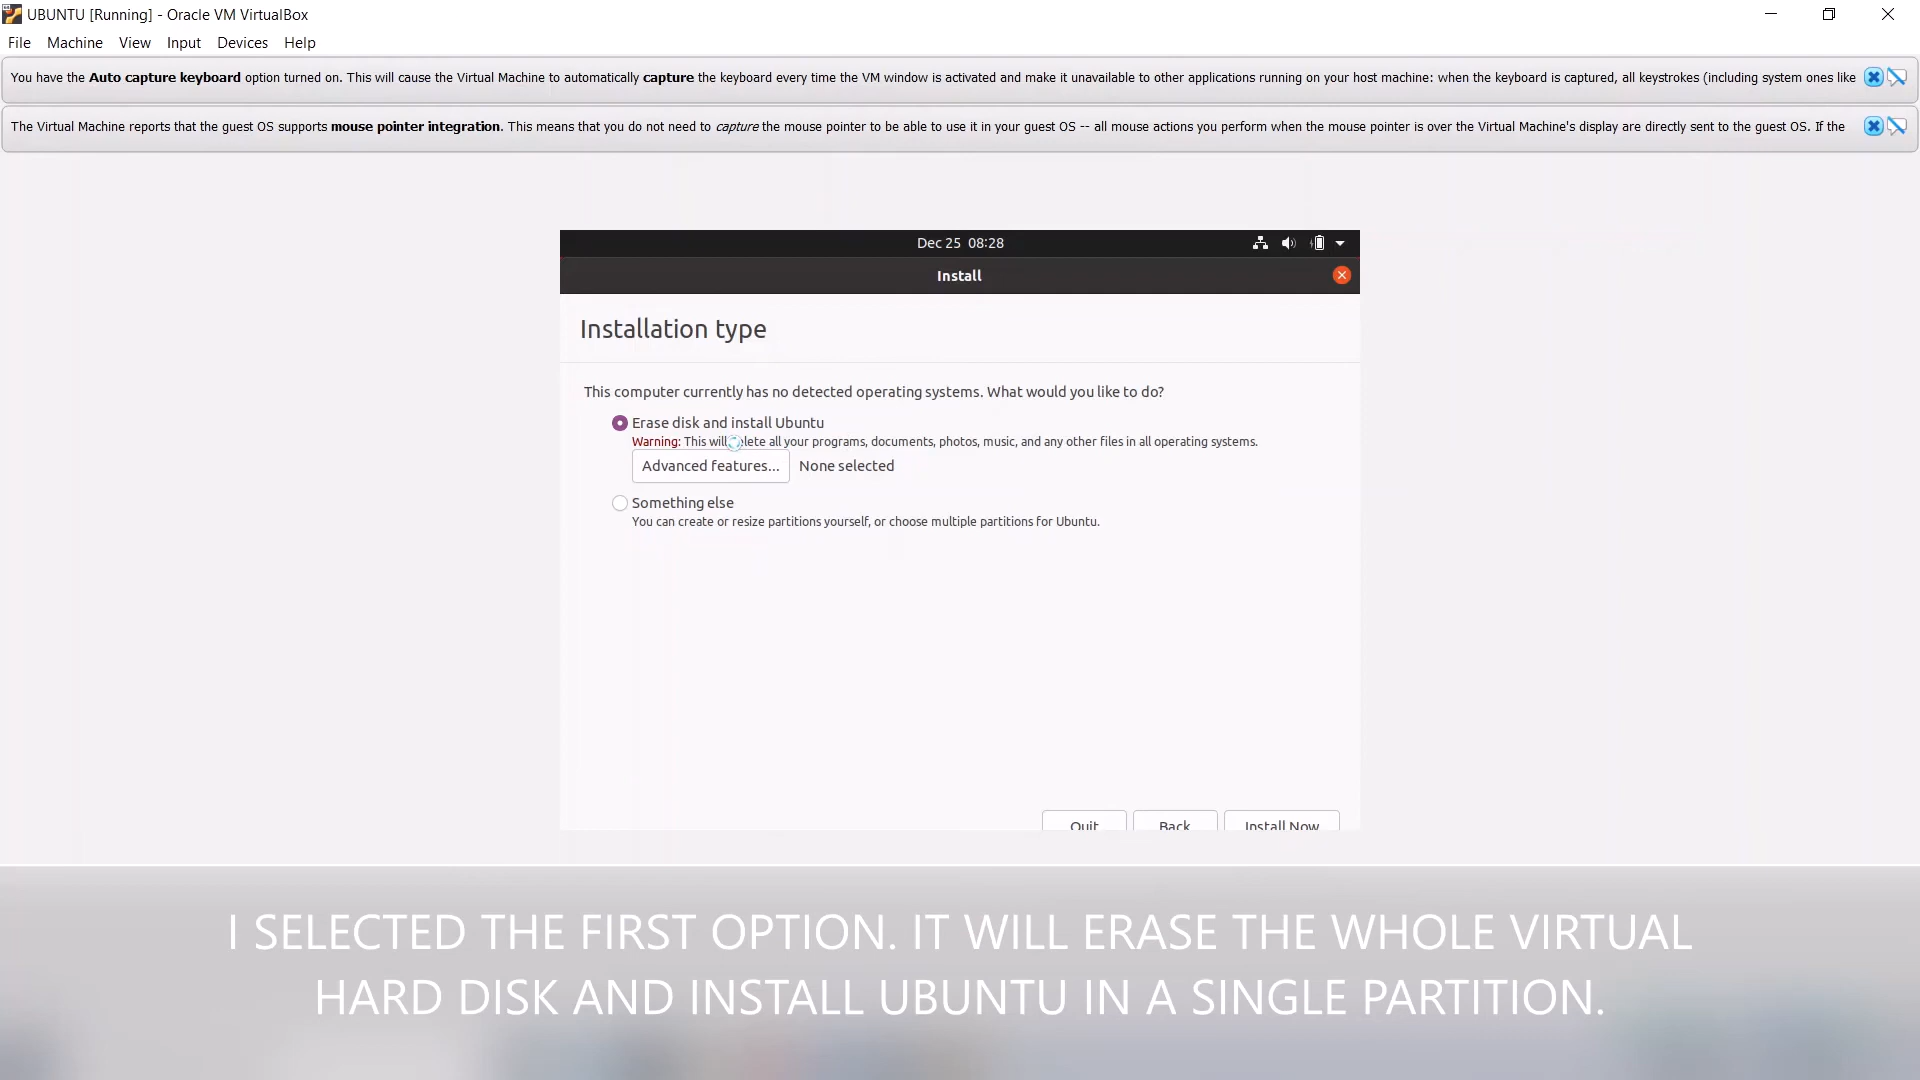 UBUNTU [Running] - Oracle VM VirtualBox
File Machine View Input Devices Help
You have the Auto capture keyboard option turned on. This will cause the Virtual Machine to automatically capture the keyboard every time the VM window is activated and make it unavailable to other applications running on your host machine: when the keyboard is captured, all keystrokes (including system ones like
The Virtual Machine reports that the guest OS supports mouse pointer integration. This means that you do not need to capture the mouse pointer to be able to use it in your guest OS -- all mouse actions you perform when the mouse pointer is over the Virtual Machine's display are directly sent to the guest OS. If the
Dec 25 08:28
Install
Installation type
This computer currently has no detected operating systems. What would you like to do?
Erase disk and install Ubuntu
Warning: This will all your programs, documents, photos, music, and any other files in all operating systems.
Advanced features... None selected
Something else
You can create or resize partitions yourself, or choose multiple partitions for Ubuntu.
Quit Back Install Now
I SELECTED THE FIRST OPTION. IT WILL ERASE THE WHOLE VIRTUAL
HARD DISK AND INSTALL UBUNTU IN A SINGLE PARTITION.